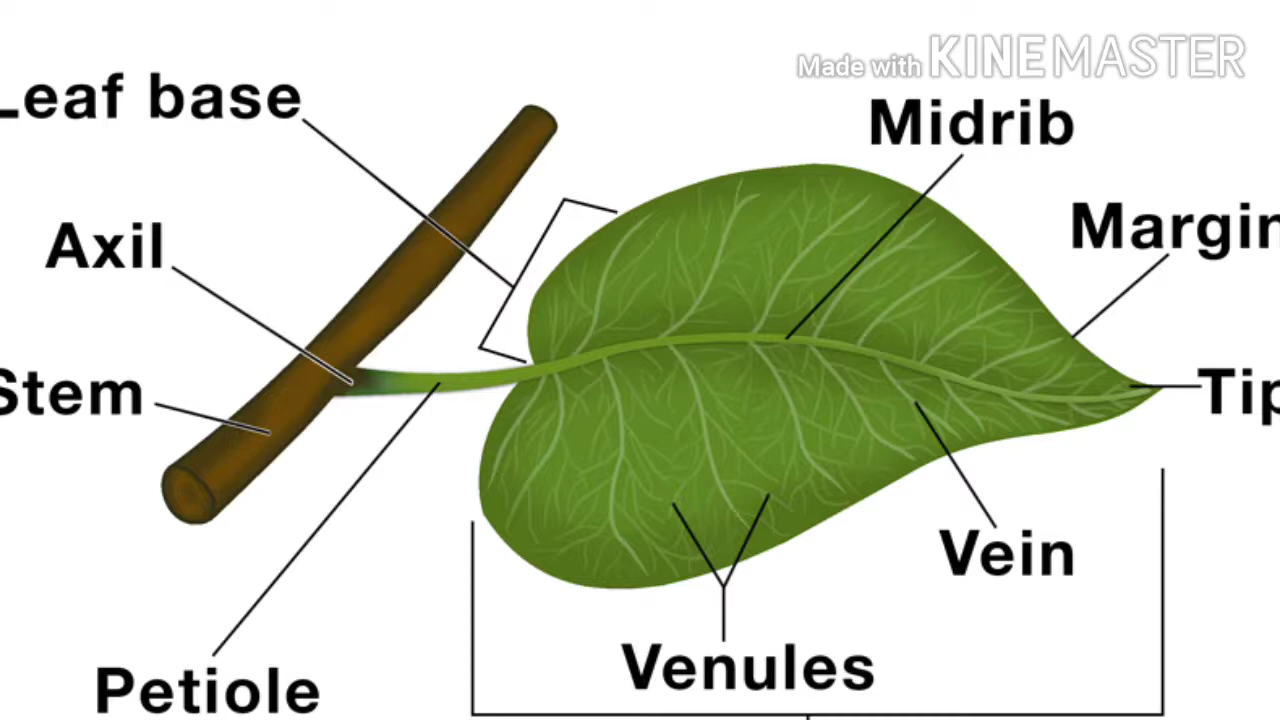 Made with KINEMASTER
Leaf base
Midrib
Margin
Axil
Stem
Tip
Vein
Venules
Petiole